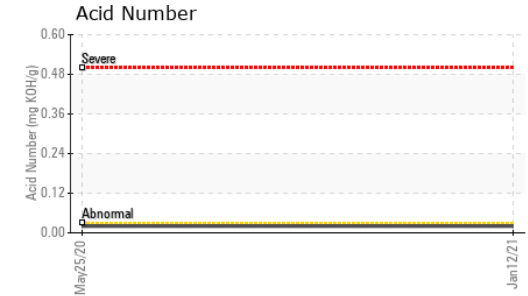 Acid Number
Acid Number (mg KOH/g)
0.60
0.48
0.36
0.24
0.12
0.00
Severe
Abnormal
May25/20
Jan12/21